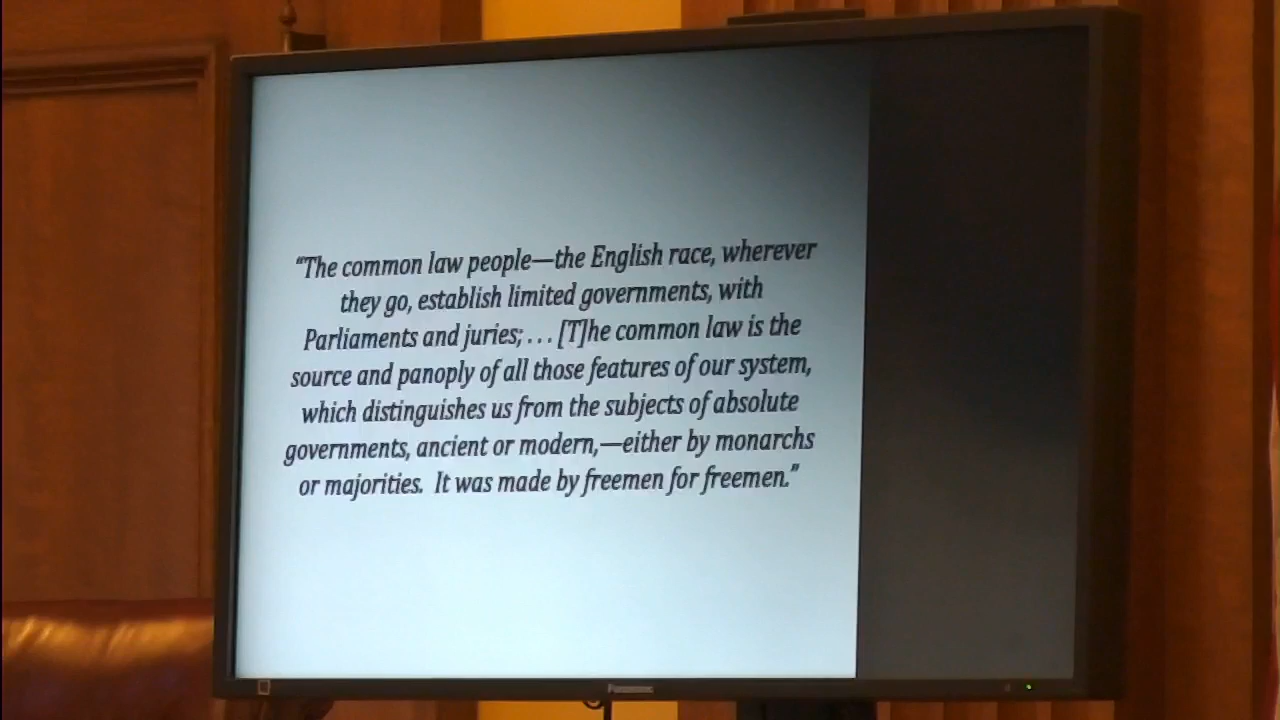 “The common law people—the English race, wherever
they go, establish limited governments, with
Parliaments and juries; . . . [T]he common law is the
source and panoply of all those features of our system,
which distinguishes us from the subjects of absolute
governments, ancient or modern,—either by monarchs
or majorities. It was made by freemen for freemen.”
Panasonic